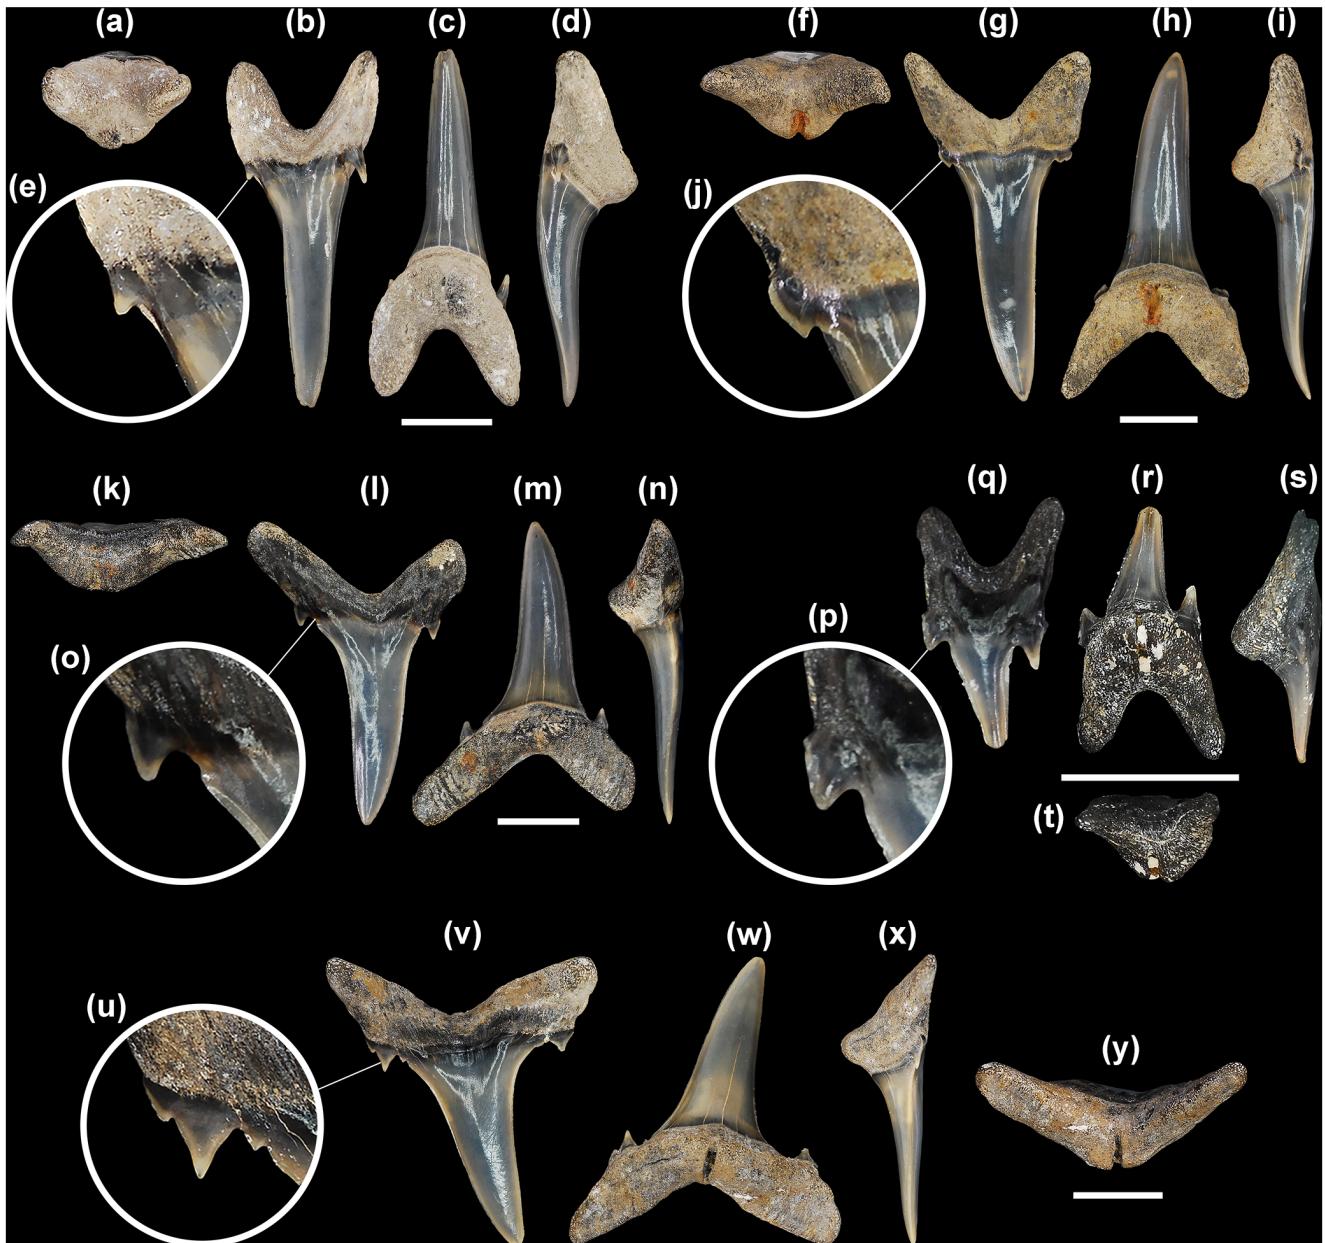 (a) (b) (c) (d) (f) (g) (h) (i)
(e) (j)
(k) (l) (m) (n) (q) (r) (s)
(o) (p)
(t)
(v) (w) (x)
(u) (y)